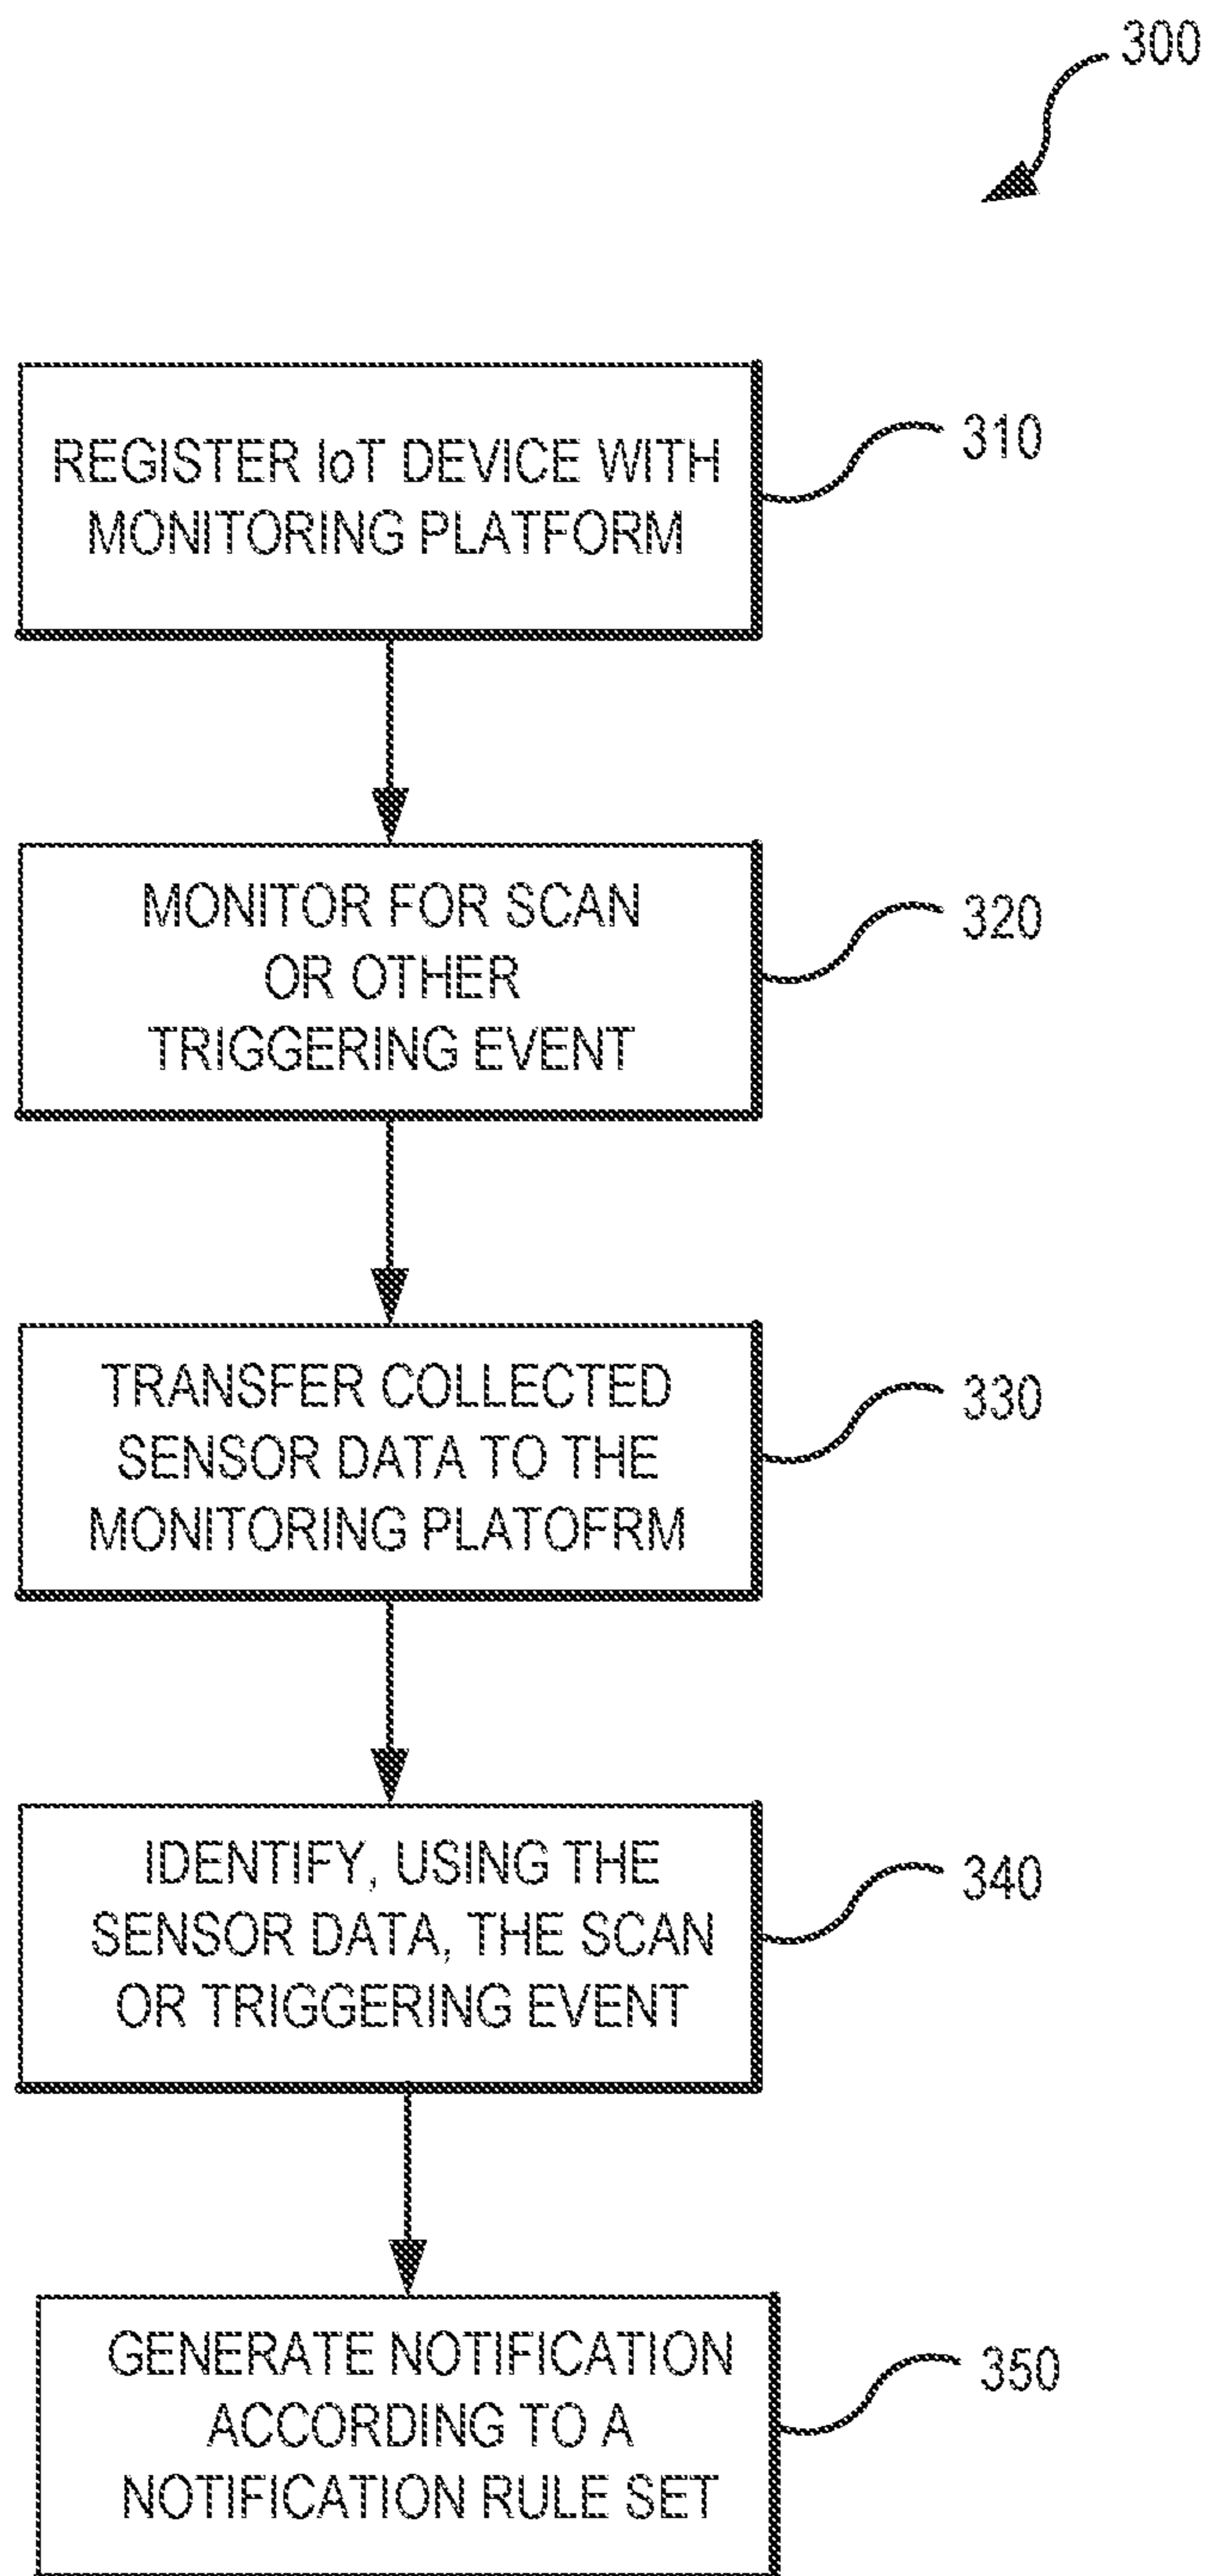 300
REGISTER IoT DEVICE WITH
MONITORING PLATFORM
310
MONITOR FOR SCAN
OR OTHER
TRIGGERING EVENT
320
TRANSFER COLLECTED
SENSOR DATA TO THE
MONITORING PLATOFRM
330
IDENTIFY, USING THE
SENSOR DATA, THE SCAN
OR TRIGGERING EVENT
340
GENERATE NOTIFICATION
ACCORDING TO A
NOTIFICATION RULE SET
350